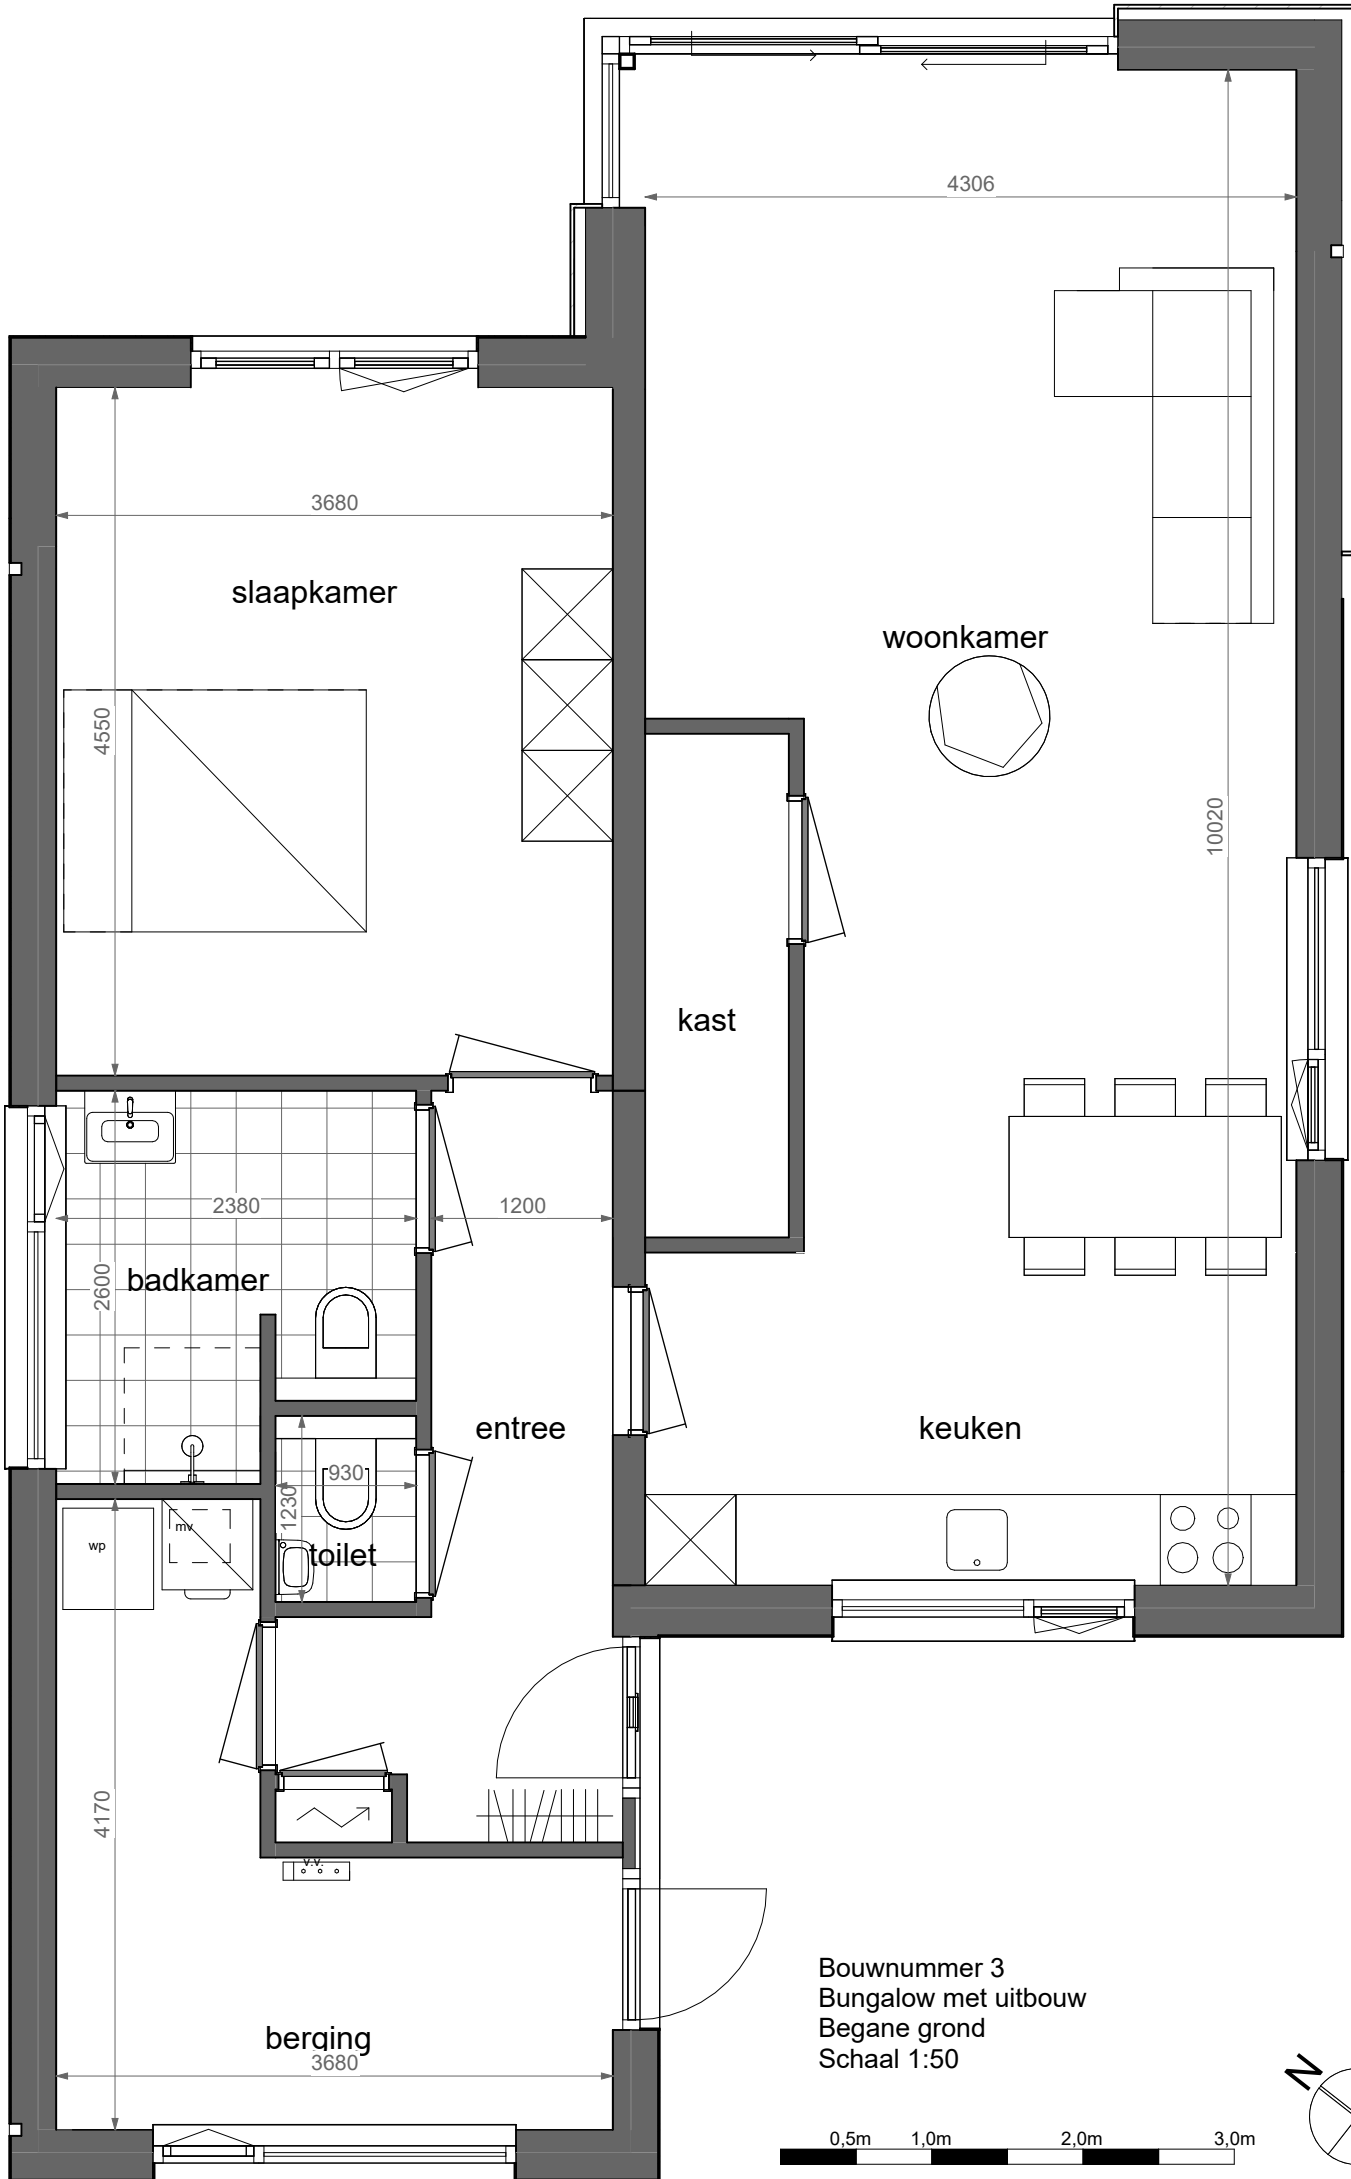 4306
3680
slaapkamer
woonkamer
4550
10020
kast
2380
1200
badkamer
2600
entree
keuken
930
1230
toilet
mv
wp
4170
v.v.
berging
3680
Bouwnummer 3
Bungalow met uitbouw
Begane grond
Schaal 1:50
N
0,5m 1,0m 2,0m 3,0m